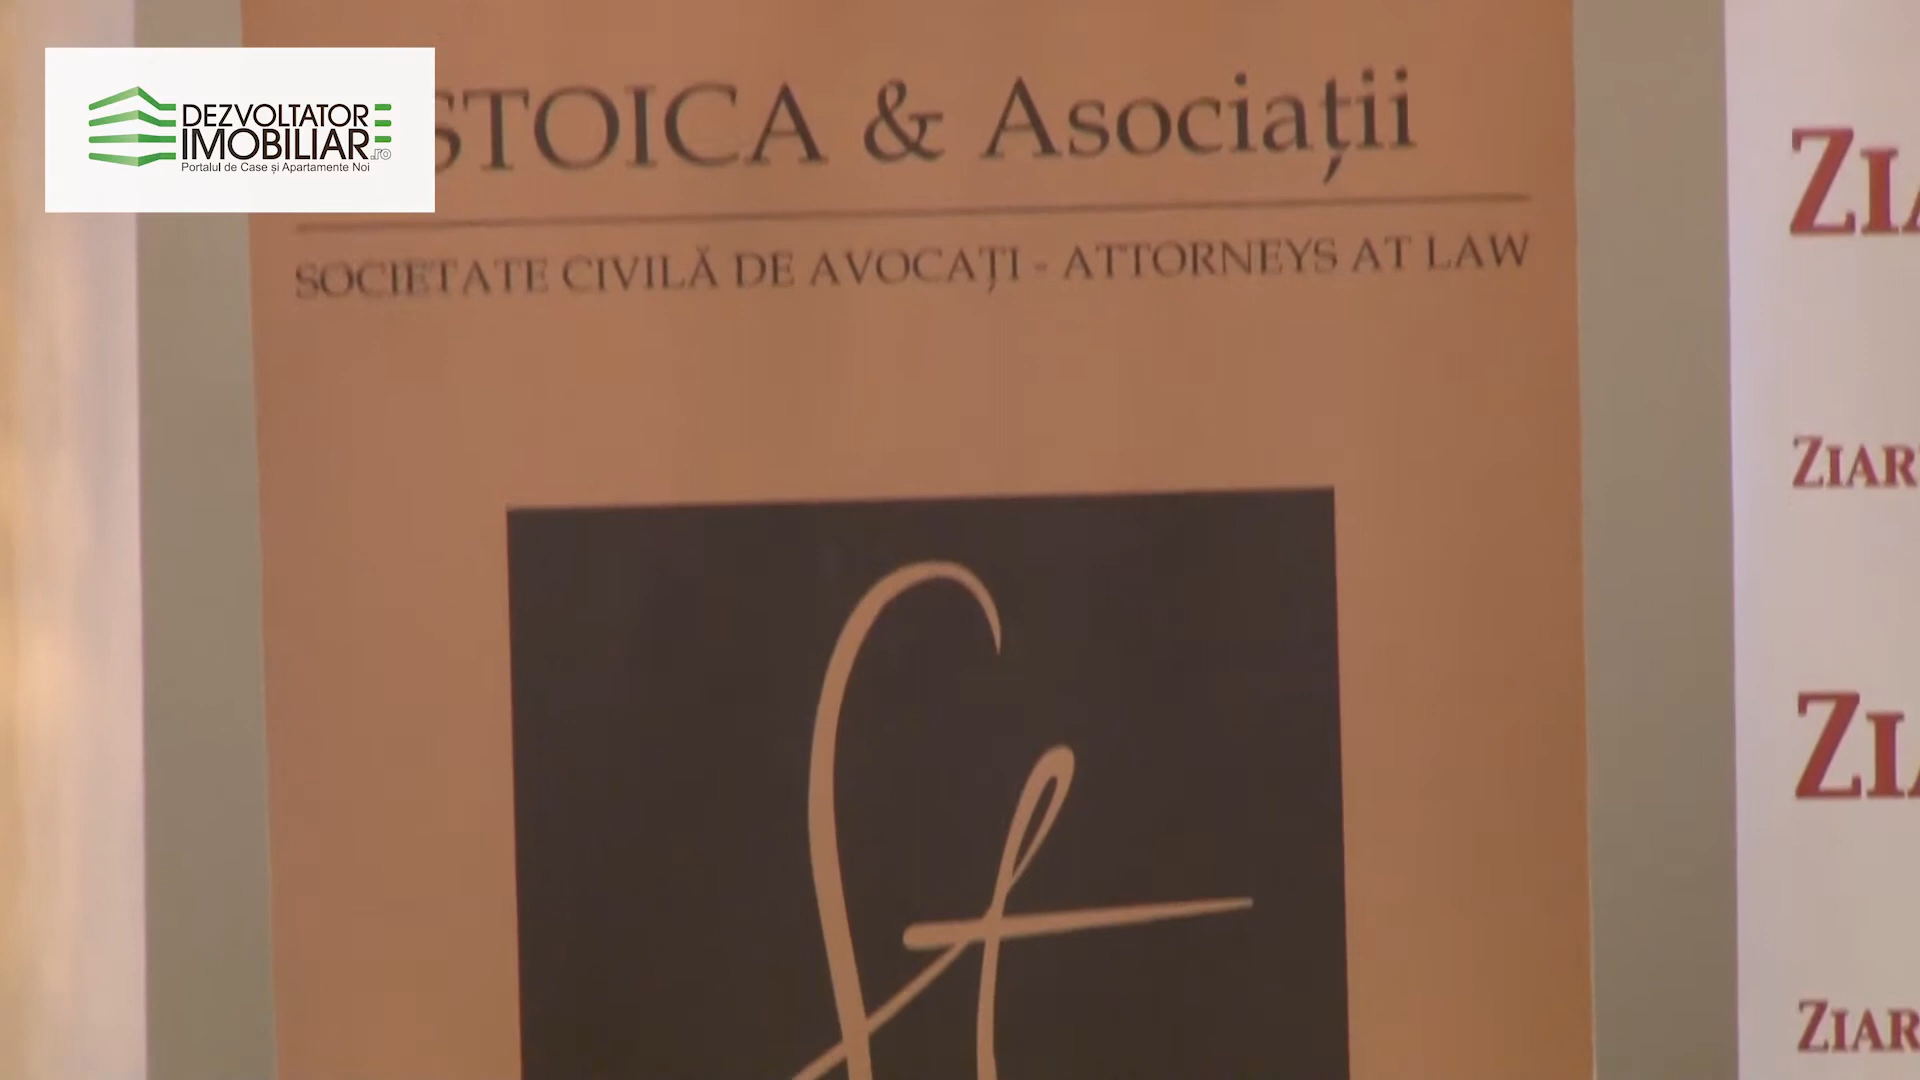 DEZVOLTATOR
IMOBILIAR.ro
Portalul de Case și Apartamente Noi
STOICA & Asociații
SOCIETATE CIVILĂ DE AVOCAȚI - ATTORNEYS AT LAW